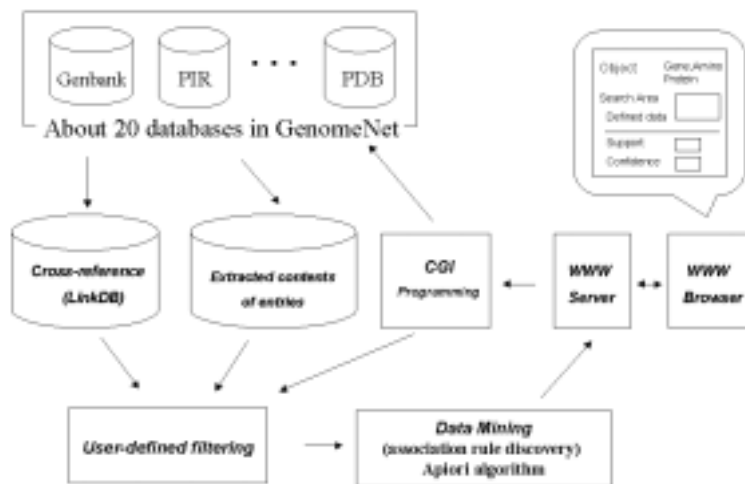 Genbank
PIR
PDB
About 20 databases in GenomeNet
Object
Gene,Amino
Protein
Search Area
Defined data
Support
Confidence
Cross-reference
(LinkDB)
Extracted contents
of entries
CGI
Programming
WWW
Server
WWW
Browser
User-defined filtering
Data Mining
(association rule discovery)
Apiori algorithm